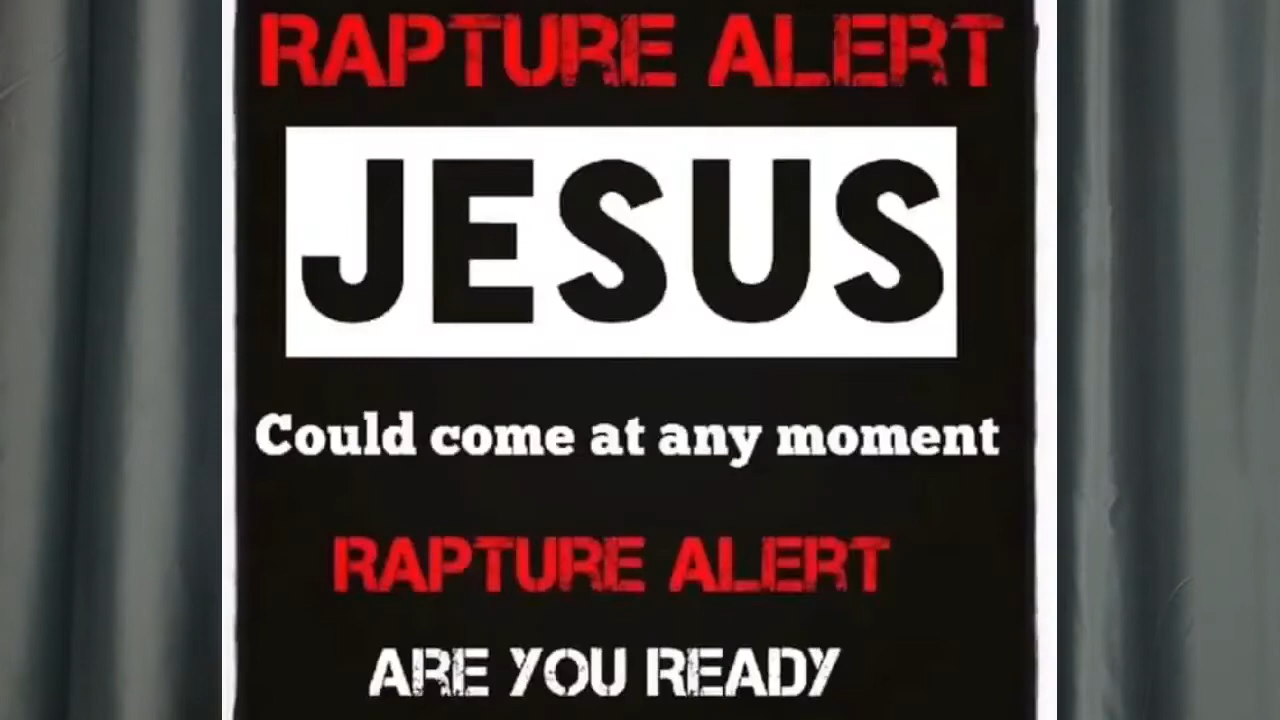 RAPTURE ALERT
JESUS
Could come at any moment
RAPTURE ALERT
ARE YOU READY